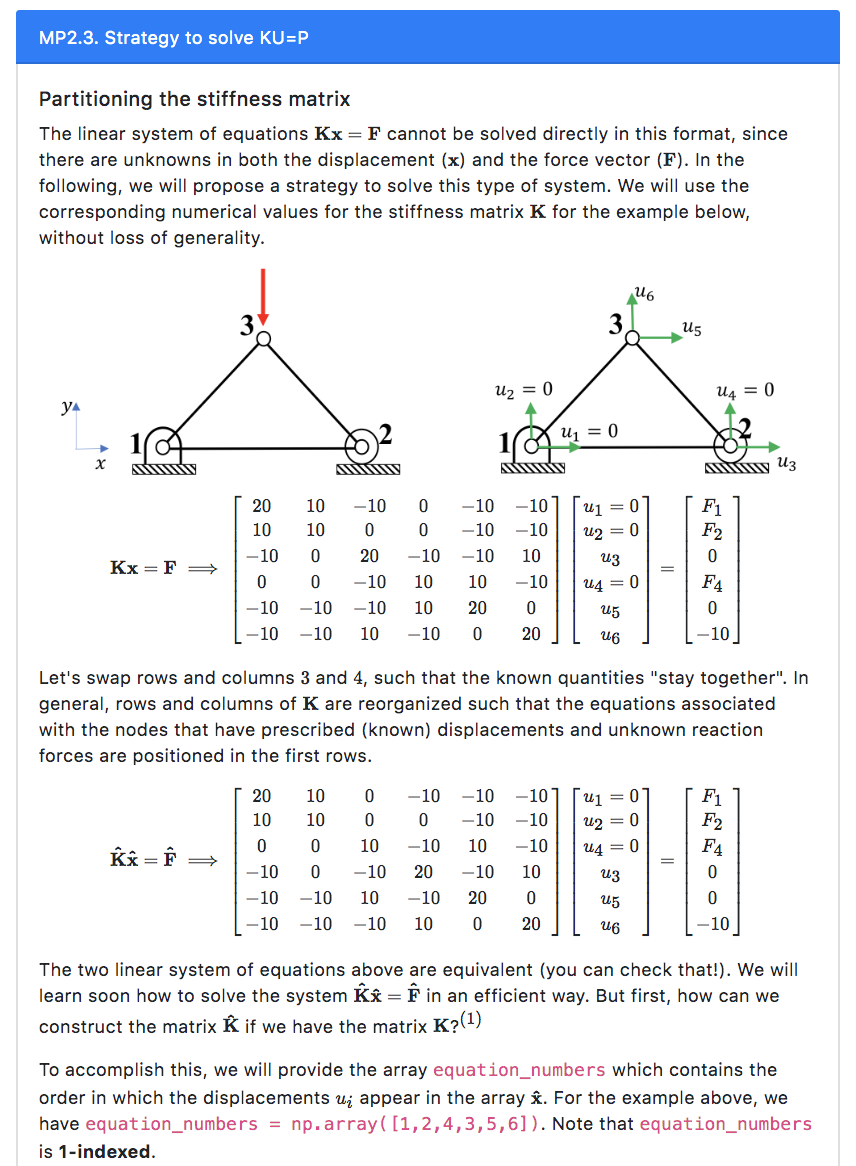 MP2.3. Strategy to solve KU=P
Partitioning the stiffness matrix
The linear system of equations Kx = F cannot be solved directly in this format, since
there are unknowns in both the displacement (x) and the force vector (F). In the
following, we will propose a strategy to solve this type of system. We will use the
corresponding numerical values for the stiffness matrix K for the example below,
without loss of generality.
3
y
x
1
2
u₆
3
u₅
u₂ = 0
u₄ = 0
1
u₁ = 0
2
u₃
20 10 −10 0 −10 −10 u₁ = 0 F₁
10 10 0 0 −10 −10 u₂ = 0 F₂
−10 0 20 −10 −10 10 u₃ 0
Kx = F ⟹ =
0 0 −10 10 10 −10 u₄ = 0 F₄
−10 −10 −10 10 20 0 u₅ 0
−10 −10 10 −10 0 20 u₆ −10
Let's swap rows and columns 3 and 4, such that the known quantities "stay together". In
general, rows and columns of K are reorganized such that the equations associated
with the nodes that have prescribed (known) displacements and unknown reaction
forces are positioned in the first rows.
20 10 0 −10 −10 −10 u₁ = 0 F₁
10 10 0 0 −10 −10 u₂ = 0 F₂
0 0 10 −10 10 −10 u₄ = 0 F₄
K̂x̂ = F̂ ⟹ =
−10 0 −10 20 −10 10 u₃ 0
−10 −10 10 −10 20 0 u₅ 0
−10 −10 −10 10 0 20 u₆ −10
The two linear system of equations above are equivalent (you can check that!). We will
learn soon how to solve the system K̂x̂ = F̂ in an efficient way. But first, how can we
construct the matrix K̂ if we have the matrix K?⁽¹⁾
To accomplish this, we will provide the array equation_numbers which contains the
order in which the displacements uᵢ appear in the array x̂. For the example above, we
have equation_numbers = np.array([1,2,4,3,5,6]). Note that equation_numbers
is 1-indexed.